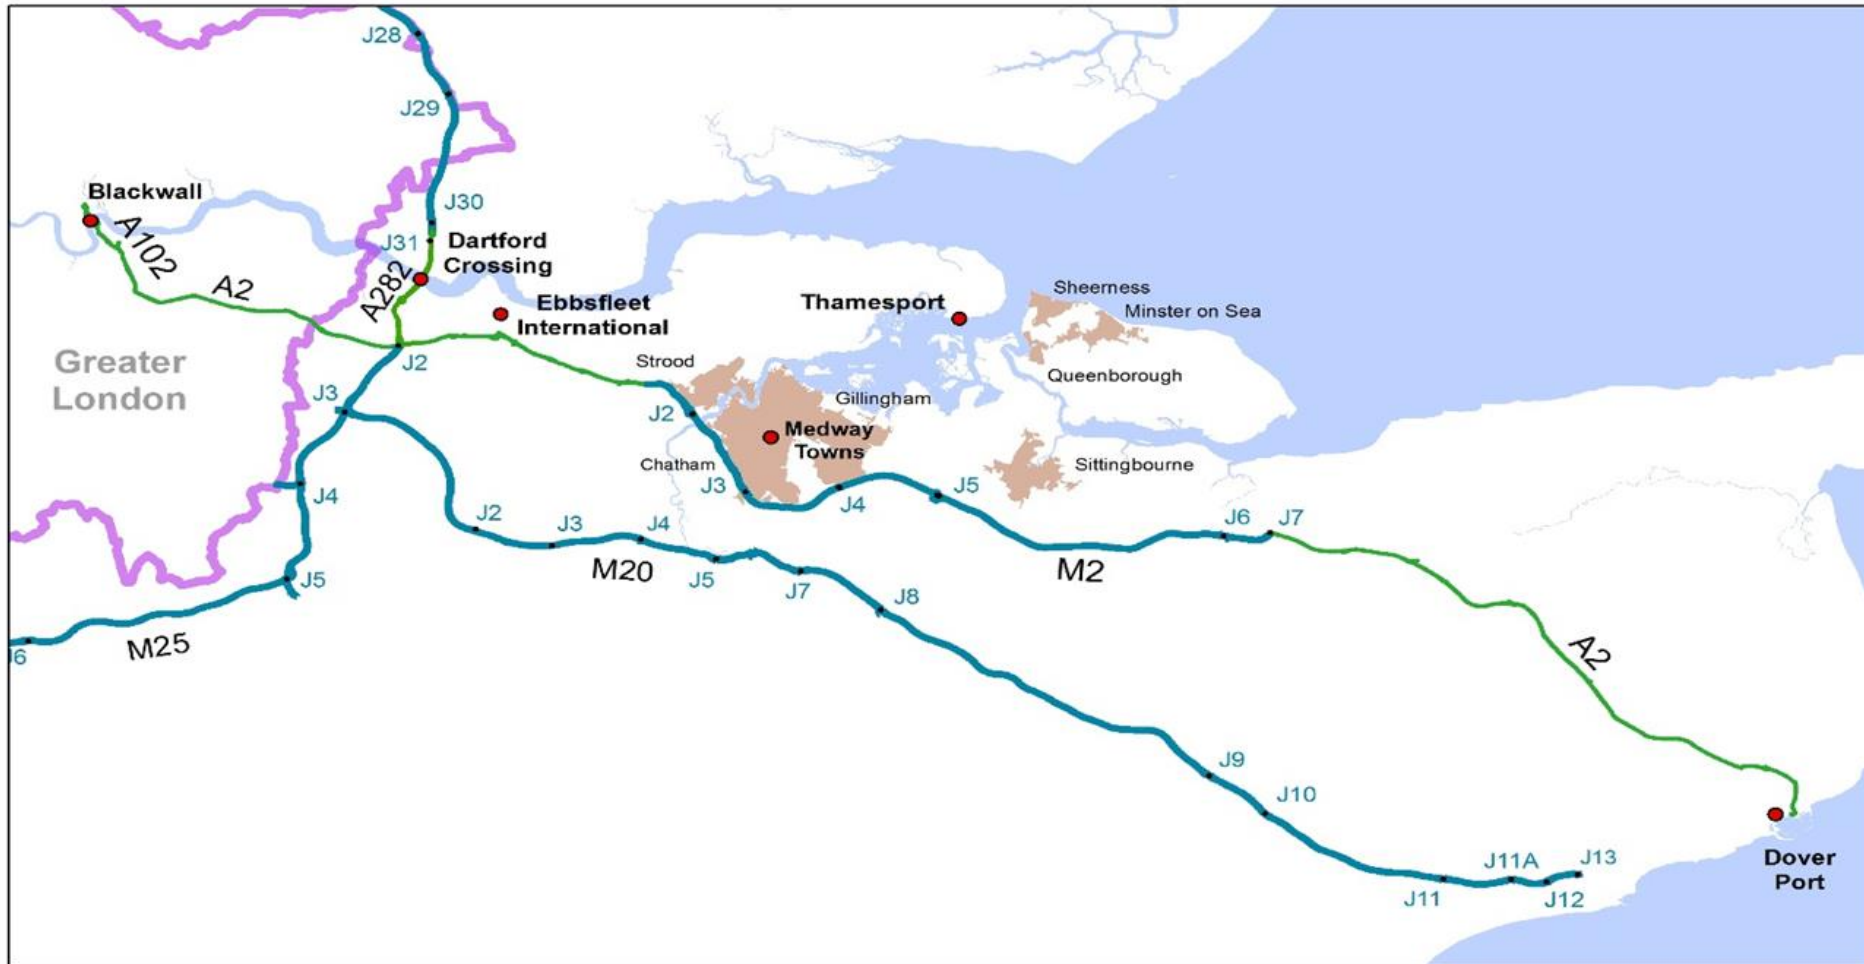 J28
J29
Blackwall
J30
A102
J31
Dartford
Crossing
A282
A2
Ebbsfleet
International
Thamesport
Sheerness
Minster on Sea
Greater
London
J2
Strood
Queenborough
J3
Gillingham
J2
Medway
Towns
Chatham
Sittingbourne
J3
J4
J5
J4
J2
J3
J4
J6
J7
M20
J5
J7
M2
J5
J8
M25
J6
A2
J9
J10
J11A
J13
J11
J12
Dover
Port